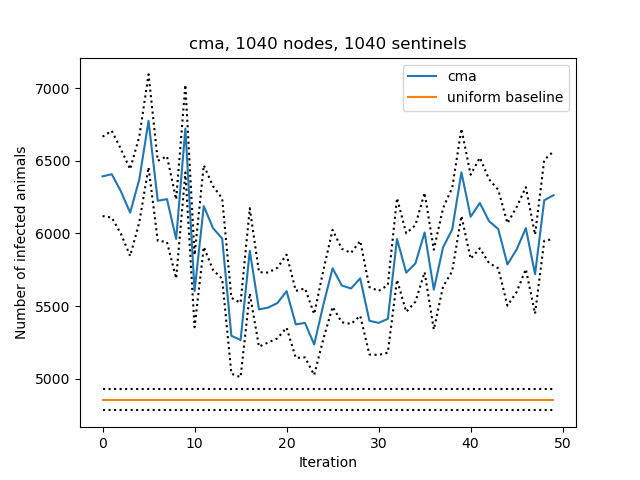 cma, 1040 nodes, 1040 sentinels
cma
uniform baseline
Number of infected animals
7000
6500
6000
5500
5000
0 10 20 30 40 50
Iteration